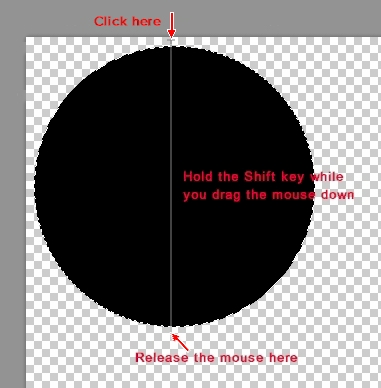 Click here
Hold the Shift key while
you drag the mouse down
Release the mouse here